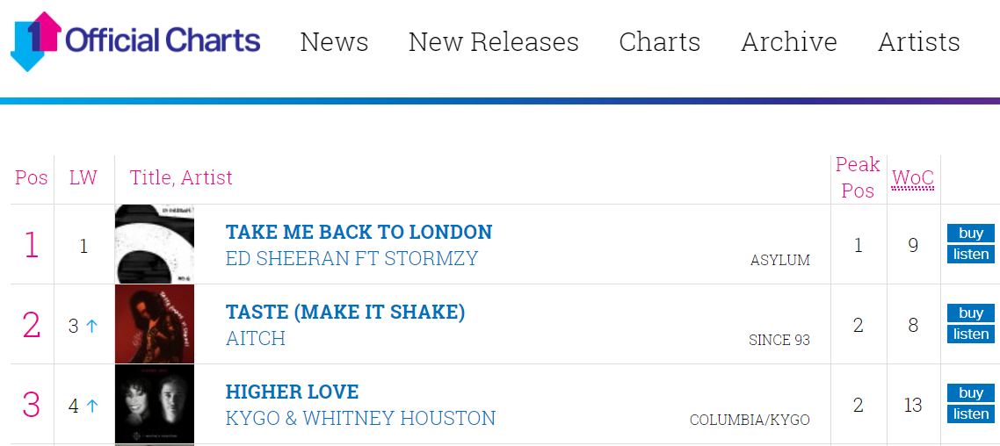 Official Charts News New Releases Charts Archive Artists
Pos LW Title, Artist Peak Pos WoC
1 1 TAKE ME BACK TO LONDON
ED SHEERAN FT STORMZY ASYLUM 1 9 buy
listen
2 3 ↑ TASTE (MAKE IT SHAKE)
AITCH SINCE 93 2 8 buy
listen
3 4 ↑ HIGHER LOVE
KYGO & WHITNEY HOUSTON COLUMBIA/KYGO 2 13 buy
listen